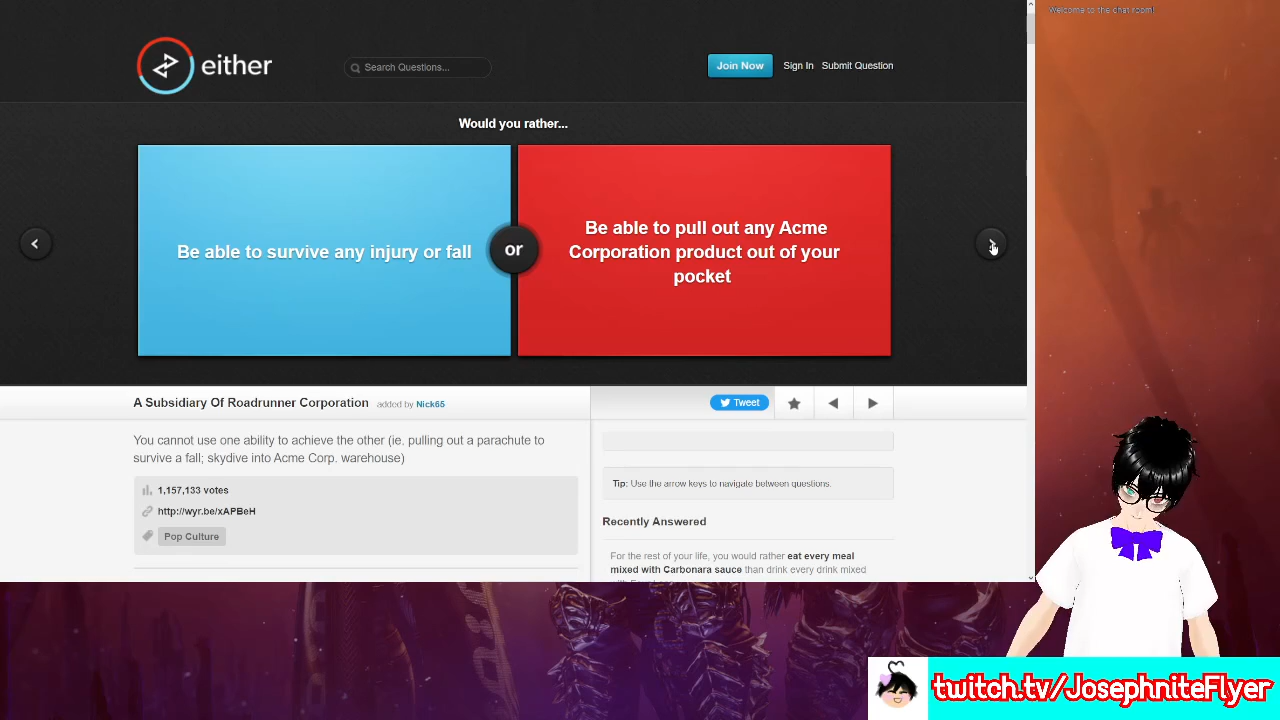 Welcome to the chat room!
either
Search Questions...
Join Now
Sign In
Submit Question
Would you rather...
Be able to survive any injury or fall
or
Be able to pull out any Acme
Corporation product out of your
pocket
A Subsidiary Of Roadrunner Corporation added by Nick65
Tweet
You cannot use one ability to achieve the other (ie. pulling out a parachute to
survive a fall; skydive into Acme Corp. warehouse)
1,157,133 votes
http://wyr.be/xAPBeH
Pop Culture
Tip: Use the arrow keys to navigate between questions.
Recently Answered
For the rest of your life, you would rather eat every meal
mixed with Carbonara sauce than drink every drink mixed
twitch.tv/JosephniteFlyer